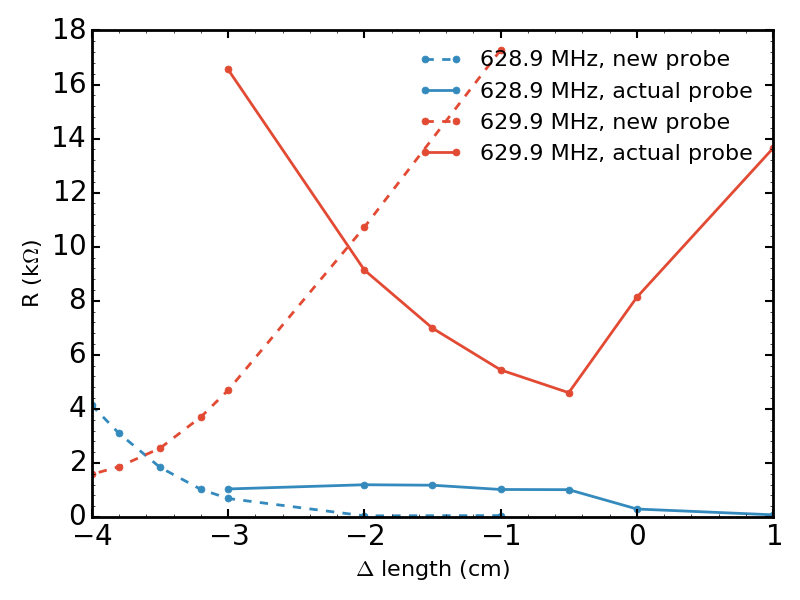 18
16
14
12
10
8
6
4
2
0
R (kΩ)
628.9 MHz, new probe
628.9 MHz, actual probe
629.9 MHz, new probe
629.9 MHz, actual probe
−4 −3 −2 −1 0 1
Δ length (cm)